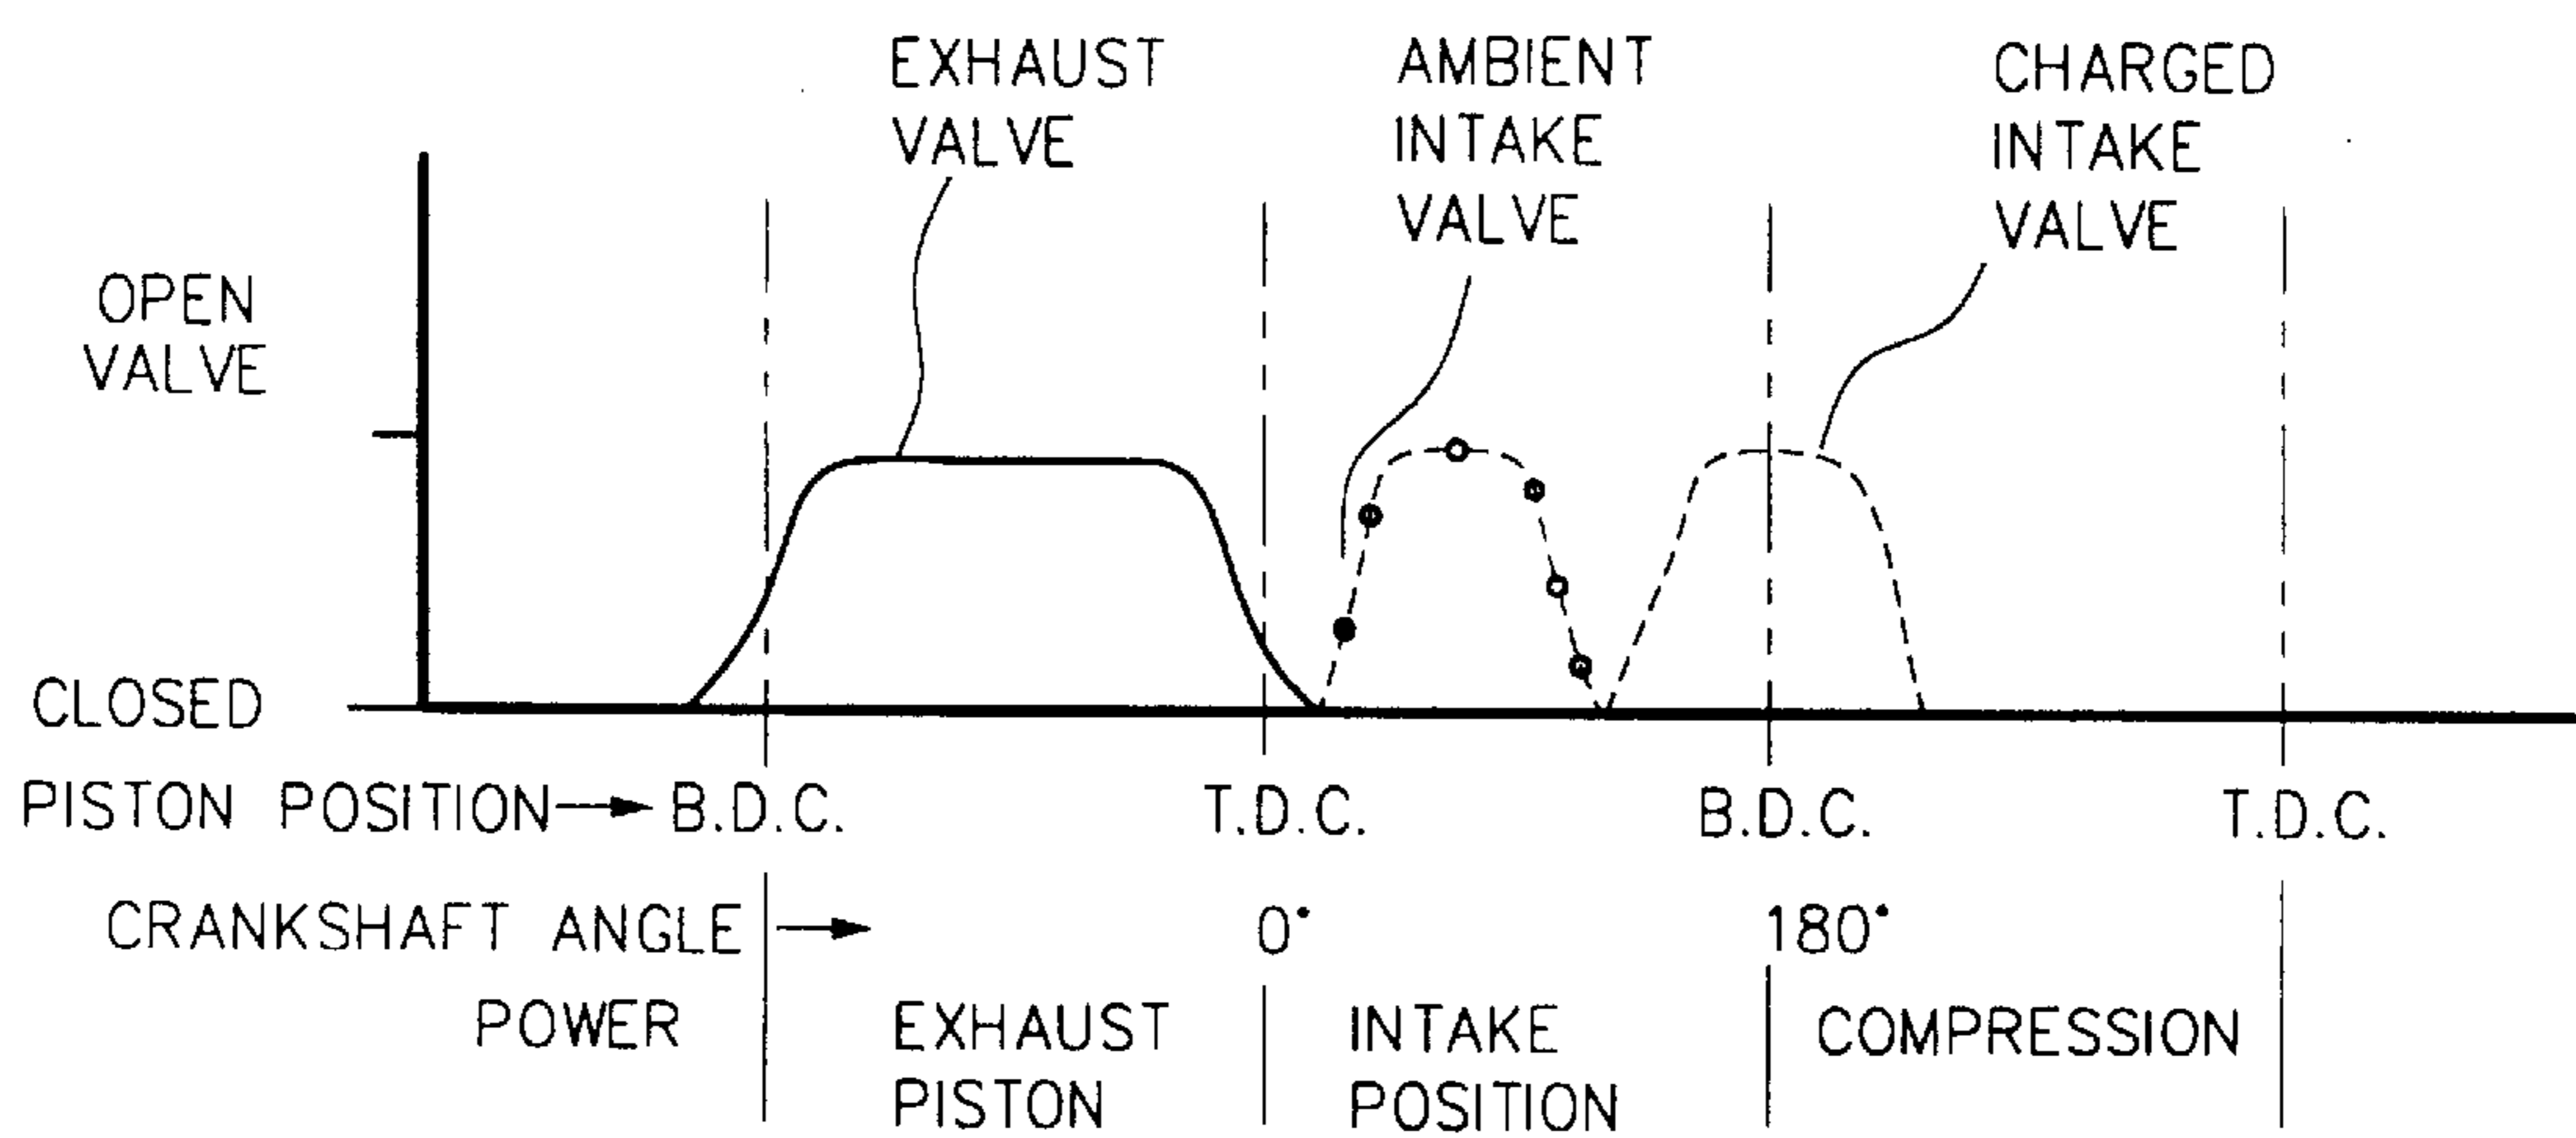 EXHAUST
VALVE
AMBIENT
INTAKE
VALVE
CHARGED
INTAKE
VALVE
OPEN
VALVE
CLOSED
PISTON POSITION → B.D.C. T.D.C. B.D.C. T.D.C.
CRANKSHAFT ANGLE → 0° 180°
POWER
EXHAUST
PISTON
INTAKE
POSITION
COMPRESSION